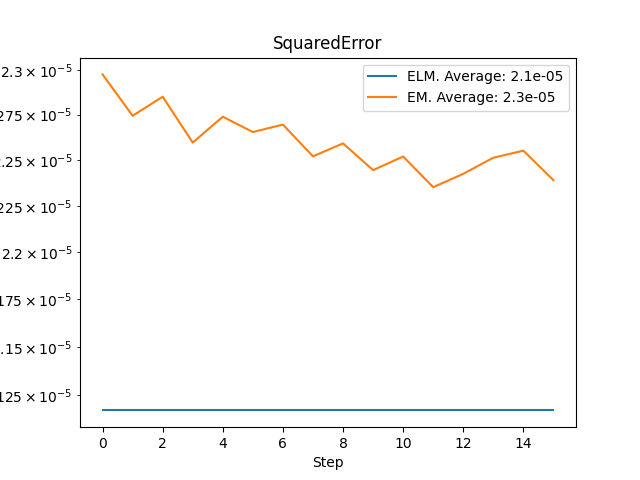 SquaredError
ELM. Average: 2.1e-05
EM. Average: 2.3e-05
2.3 × 10⁻⁵
275 × 10⁻⁵
.25 × 10⁻⁵
225 × 10⁻⁵
2.2 × 10⁻⁵
175 × 10⁻⁵
.15 × 10⁻⁵
125 × 10⁻⁵
0 2 4 6 8 10 12 14
Step